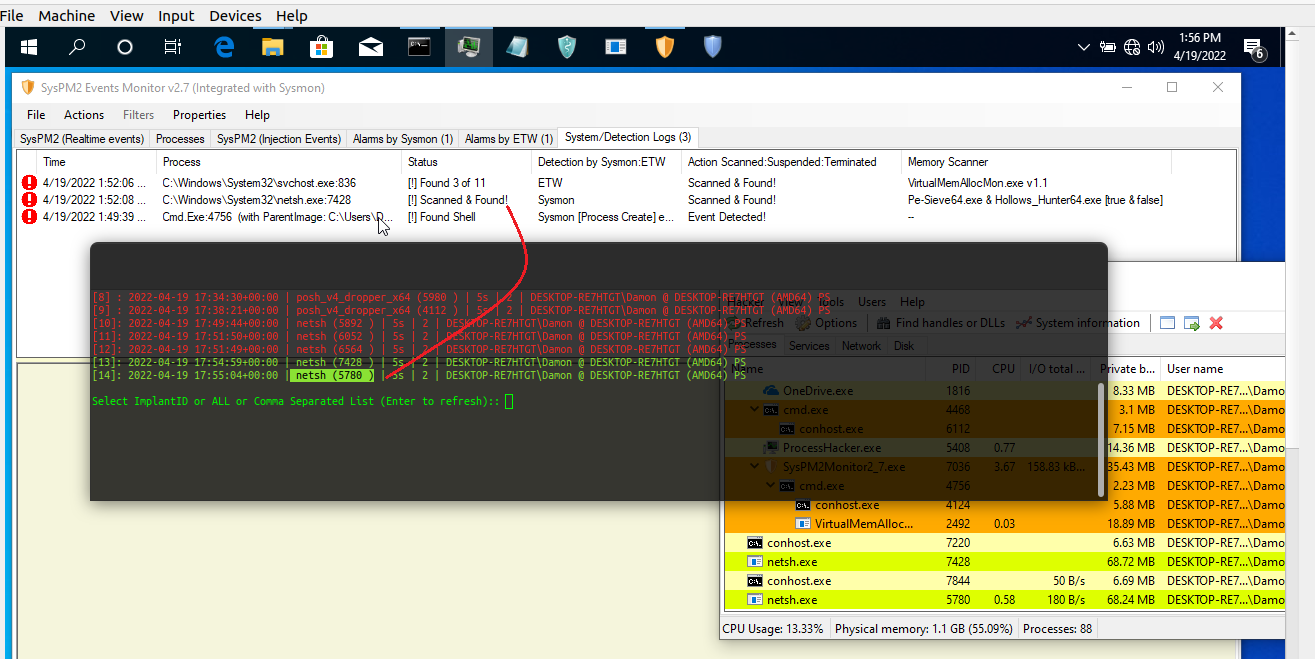 File Machine View Input Devices Help
1:56 PM
4/19/2022
6
SysPM2 Events Monitor v2.7 (Integrated with Sysmon)
File Actions Filters Properties Help
SysPM2 (Realtime events) Processes SysPM2 (Injection Events) Alarms by Sysmon (1) Alarms by ETW (1) System/Detection Logs (3)
Time Process Status Detection by Sysmon:ETW Action Scanned:Suspended:Terminated Memory Scanner
4/19/2022 1:52:06 ... C:\Windows\System32\svchost.exe:836 [!] Found 3 of 11 ETW Scanned & Found! VirtualMemAllocMon.exe v1.1
4/19/2022 1:52:08 ... C:\Windows\System32\netsh.exe:7428 [!] Scanned & Found! Sysmon Scanned & Found! Pe-Sieve64.exe & Hollows_Hunter64.exe [true & false]
4/19/2022 1:49:39 ... Cmd.Exe:4756 (with ParentImage: C:\Users\D... [!] Found Shell Sysmon [Process Create] e... Event Detected! --
[8] : 2022-04-19 17:34:30+00:00 | posh_v4_dropper_x64 (5980 ) | 5s | 2 | DESKTOP-RE7HTGT\Damon @ DESKTOP-RE7HTGT (AMD64) PS
[9] : 2022-04-19 17:38:21+00:00 | posh_v4_dropper_x64 (4112 ) | 5s | 2 | DESKTOP-RE7HTGT\Damon @ DESKTOP-RE7HTGT (AMD64) PS
[10]: 2022-04-19 17:49:44+00:00 | netsh (5892 ) | 5s | 2 | DESKTOP-RE7HTGT\Damon @ DESKTOP-RE7HTGT (AMD64) PS
[11]: 2022-04-19 17:51:50+00:00 | netsh (6052 ) | 5s | 2 | DESKTOP-RE7HTGT\Damon @ DESKTOP-RE7HTGT (AMD64) PS
[12]: 2022-04-19 17:51:49+00:00 | netsh (6564 ) | 5s | 2 | DESKTOP-RE7HTGT\Damon @ DESKTOP-RE7HTGT (AMD64) PS
[13]: 2022-04-19 17:54:59+00:00 | netsh (7428 ) | 5s | 2 | DESKTOP-RE7HTGT\Damon @ DESKTOP-RE7HTGT (AMD64) PS
[14]: 2022-04-19 17:55:04+00:00 | netsh (5780 ) | 5s | 2 | DESKTOP-RE7HTGT\Damon @ DESKTOP-RE7HTGT (AMD64) PS
Select ImplantID or ALL or Comma Separated List (Enter to refresh)::
Hacker View Tools Users Help
Refresh Options Find handles or DLLs System information
Processes Services Network Disk
Name PID CPU I/O total ... Private b... User name
OneDrive.exe 1816 8.33 MB DESKTOP-RE7...\Damo
cmd.exe 4468 3.1 MB DESKTOP-RE7...\Damo
conhost.exe 6112 7.15 MB DESKTOP-RE7...\Damo
ProcessHacker.exe 5408 0.77 14.36 MB DESKTOP-RE7...\Damo
SysPM2Monitor2_7.exe 7036 3.67 158.83 kB... 35.43 MB DESKTOP-RE7...\Damo
cmd.exe 4756 2.23 MB DESKTOP-RE7...\Damo
conhost.exe 4124 5.88 MB DESKTOP-RE7...\Damo
VirtualMemAlloc... 2492 0.03 18.89 MB DESKTOP-RE7...\Damo
conhost.exe 7220 6.63 MB DESKTOP-RE7...\Damo
netsh.exe 7428 68.72 MB DESKTOP-RE7...\Damo
conhost.exe 7844 50 B/s 6.69 MB DESKTOP-RE7...\Damo
netsh.exe 5780 0.58 180 B/s 68.24 MB DESKTOP-RE7...\Damo
CPU Usage: 13.33% Physical memory: 1.1 GB (55.09%) Processes: 88